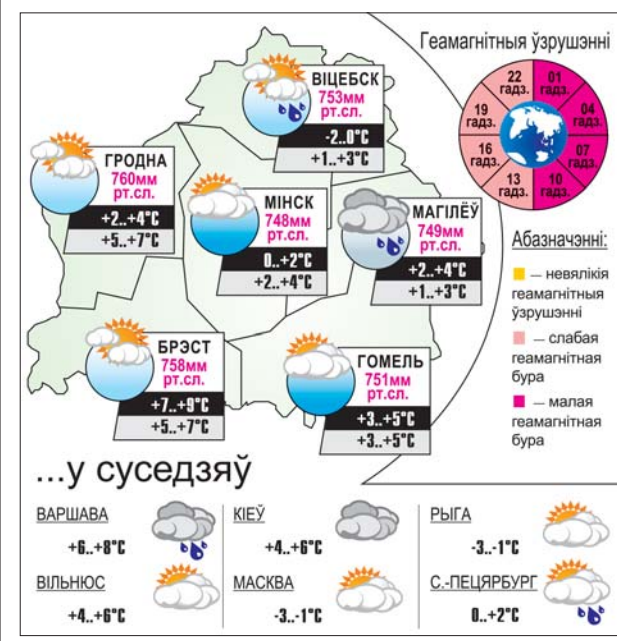 Геамагнітныя ўзрушэнні
22 гадз.
01 гадз.
04 гадз.
07 гадз.
10 гадз.
13 гадз.
16 гадз.
19 гадз.
ВІЦЕБСК
753мм
рт.сл.
-2..0°C
+1..+3°C
ГРОДНА
760мм
рт.сл.
+2..+4°C
+5..+7°C
МІНСК
748мм
рт.сл.
0..+2°C
+2..+4°C
МАГІЛЁЎ
749мм
рт.сл.
+2..+4°C
+1..+3°C
Абазначэнні:
— невялікія
геамагнітныя
ўзрушэнні
— слабая
геамагнітная
бура
— малая
геамагнітная
бура
БРЭСТ
758мм
рт.сл.
+7..+9°C
+5..+7°C
ГОМЕЛЬ
751мм
рт.сл.
+3..+5°C
+3..+5°C
...у суседзяў
ВАРШАВА
+6..+8°C
КІЕЎ
+4..+6°C
РЫГА
-3..-1°C
ВІЛЬНЮС
+4..+6°C
МАСКВА
-3..-1°C
С.-ПЕЦЯРБУРГ
0..+2°C